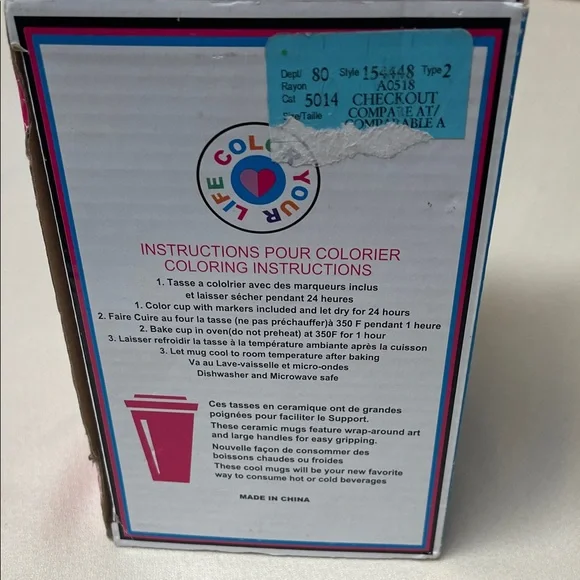 Dept/ 80 Style 154448 Type 2
Rayon A0518
Cat 5014 CHECKOUT
Size/Taille COMPARE AT/
COMPARABLE A
COLOR YOUR LIFE
INSTRUCTIONS POUR COLORIER
COLORING INSTRUCTIONS
1. Tasse a cololrier avec des marqueurs inclus
et laisser sécher pendant 24 heures
1. Color cup with markers included and let dry for 24 hours
2. Faire Cuire au four la tasse (ne pas préchauffer)à 350 F pendant 1 heure
2. Bake cup in oven(do not preheat) at 350F for 1 hour
3. Laisser refroidir la tasse à la température ambiante après la cuisson
3. Let mug cool to room temperature after baking
Va au Lave-vaisselle et micro-ondes
Dishwasher and Microwave safe
Ces tasses en ceramique ont de grandes
poignées pour faciliter le Support.
These ceramic mugs feature wrap-around art
and large handles for easy gripping.
Nouvelle façon de consommer des
boissons chaudes ou froides
These cool mugs will be your new favorite
way to consume hot or cold beverages
MADE IN CHINA